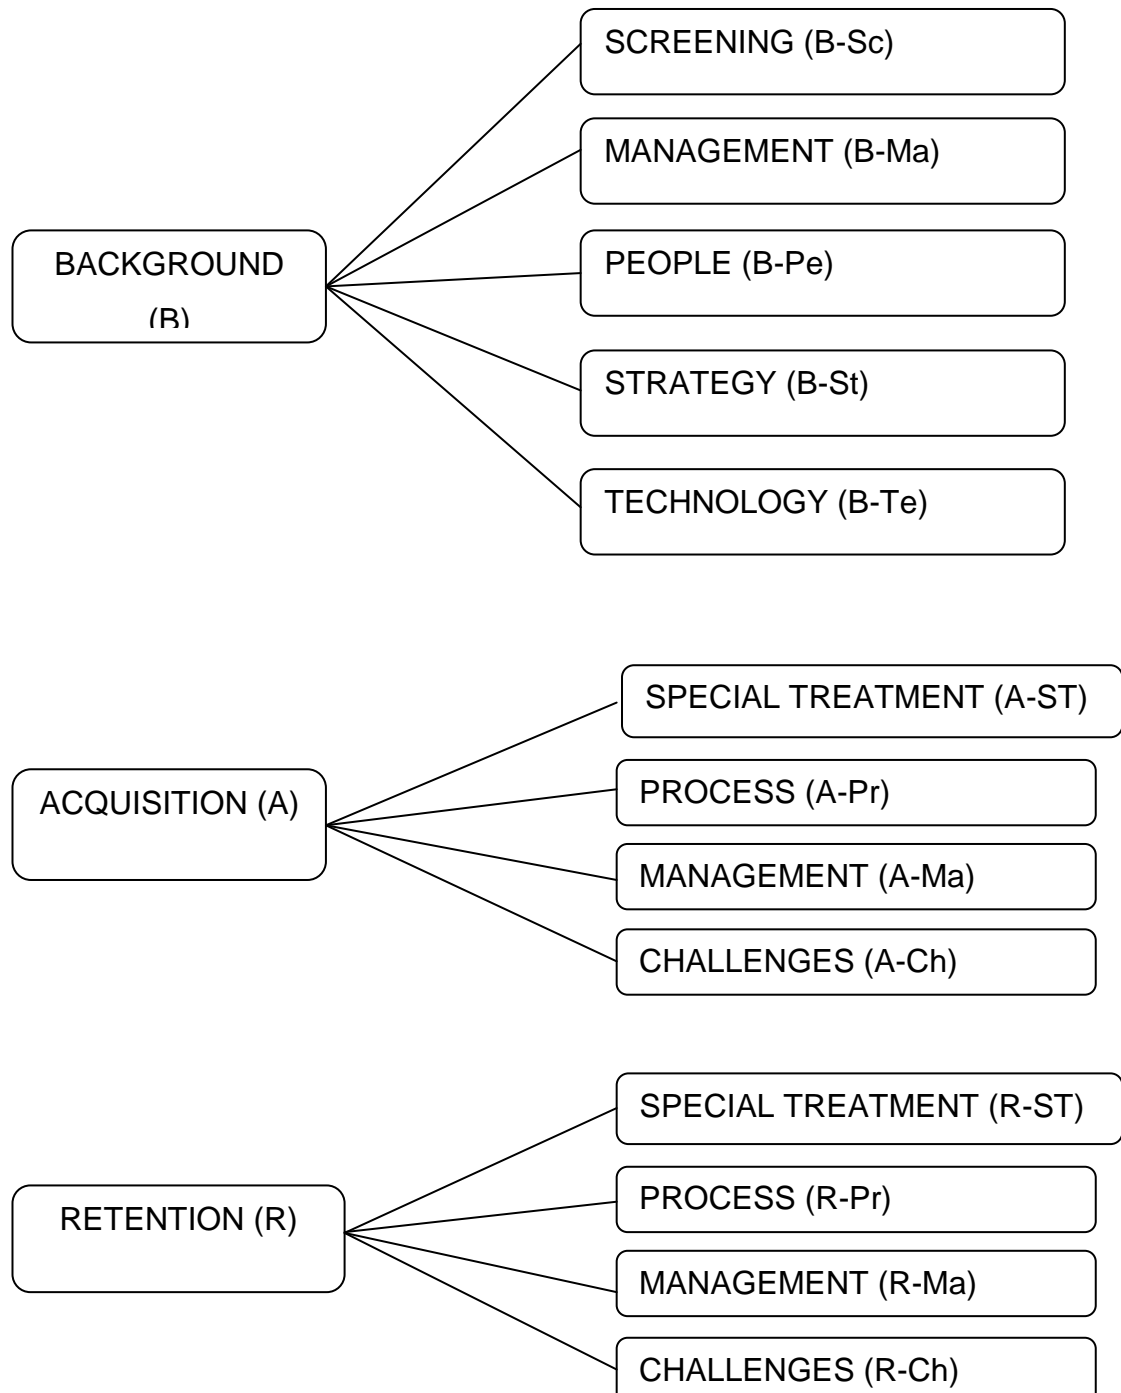 BACKGROUND
(B)
SCREENING (B-Sc)
MANAGEMENT (B-Ma)
PEOPLE (B-Pe)
STRATEGY (B-St)
TECHNOLOGY (B-Te)
ACQUISITION (A)
SPECIAL TREATMENT (A-ST)
PROCESS (A-Pr)
MANAGEMENT (A-Ma)
CHALLENGES (A-Ch)
RETENTION (R)
SPECIAL TREATMENT (R-ST)
PROCESS (R-Pr)
MANAGEMENT (R-Ma)
CHALLENGES (R-Ch)